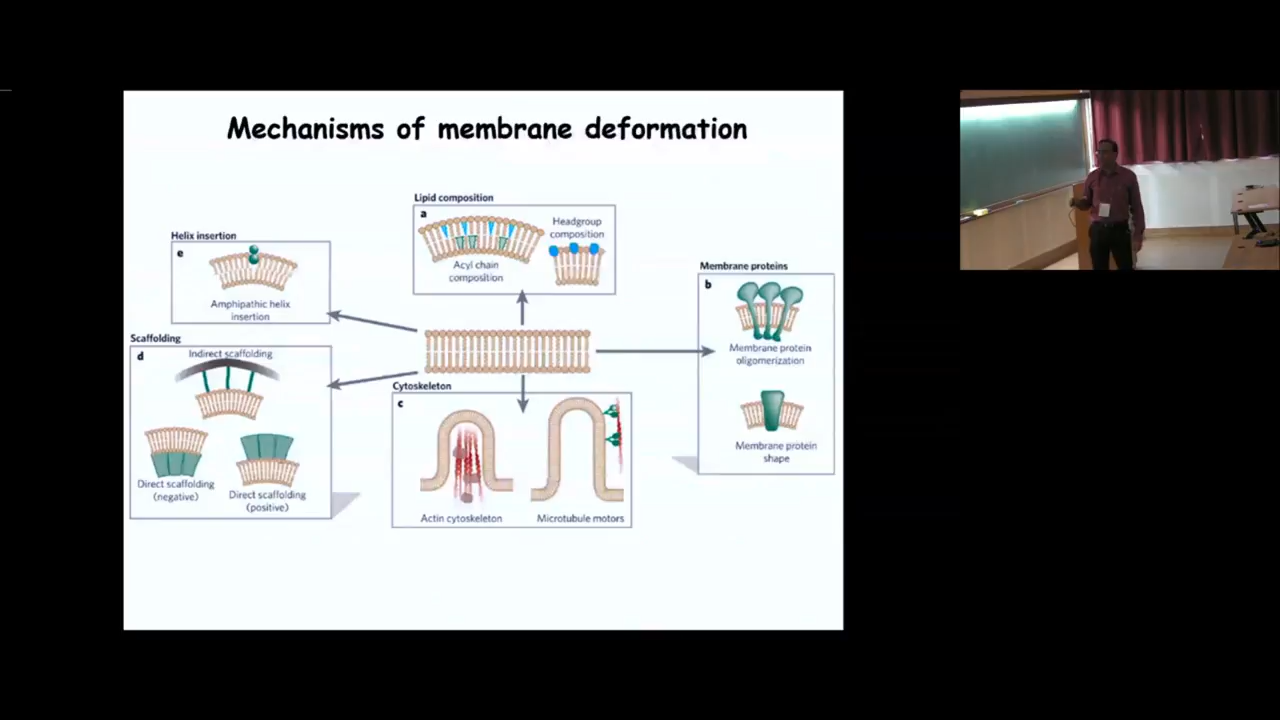 Mechanisms of membrane deformation
Lipid composition
a
Headgroup
composition
Acyl chain
composition
Helix insertion
e
Amphipathic helix
insertion
Membrane proteins
b
Membrane protein
oligomerization
Membrane protein
shape
Scaffolding
d
Indirect scaffolding
Direct scaffolding
(negative)
Direct scaffolding
(positive)
Cytoskeleton
c
Actin cytoskeleton
Microtubule motors